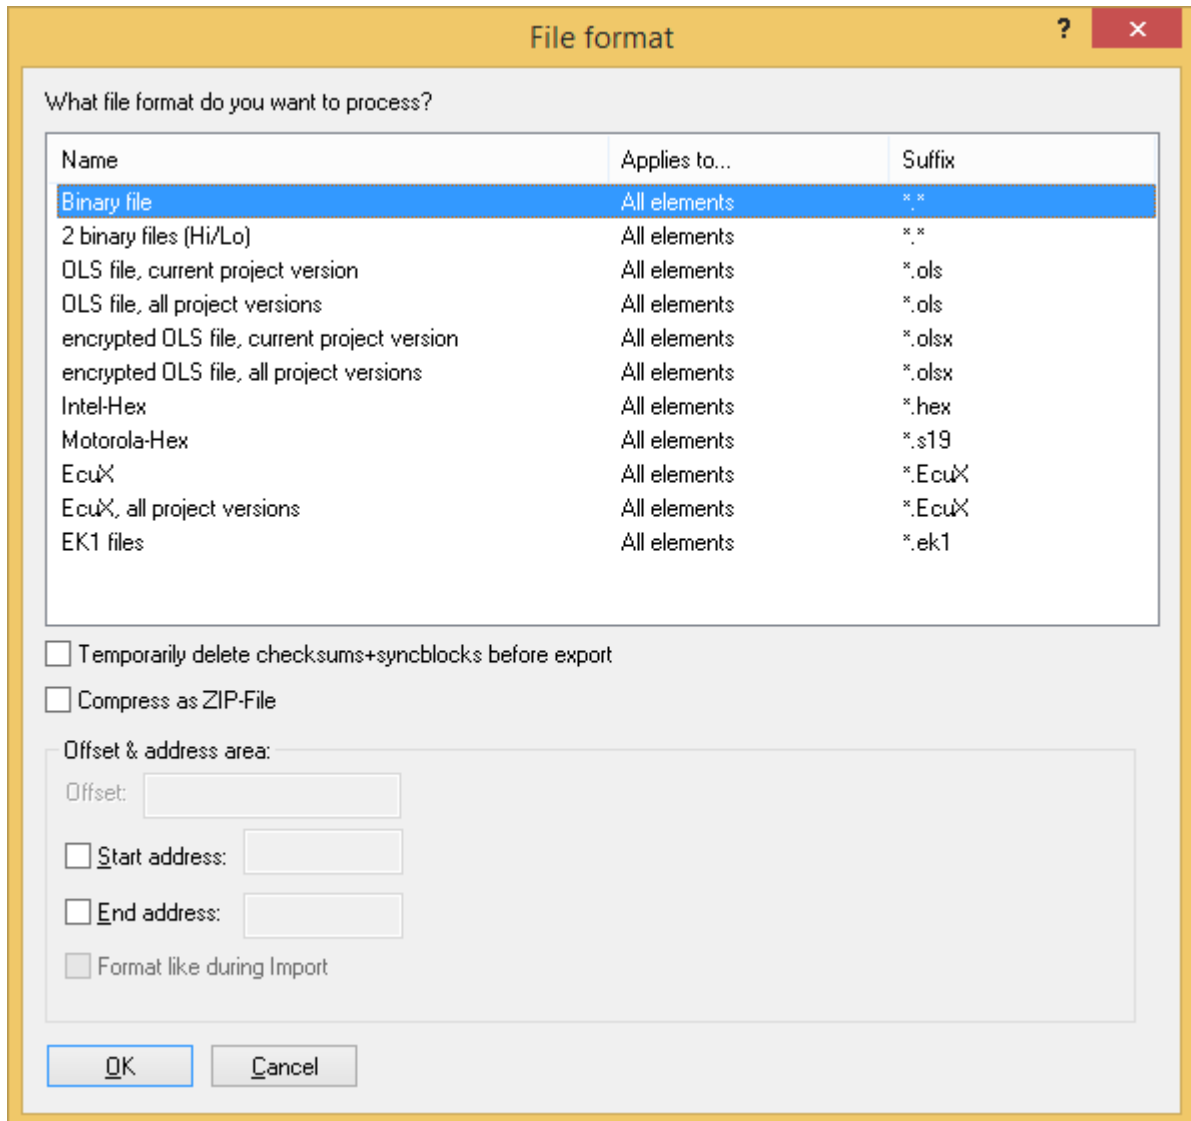 File format
?
What file format do you want to process?
Name Applies to... Suffix
Binary file All elements *.*
2 binary files (Hi/Lo) All elements *.*
OLS file, current project version All elements *.ols
OLS file, all project versions All elements *.ols
encrypted OLS file, current project version All elements *.olsx
encrypted OLS file, all project versions All elements *.olsx
Intel-Hex All elements *.hex
Motorola-Hex All elements *.s19
EcuX All elements *.EcuX
EcuX, all project versions All elements *.EcuX
EK1 files All elements *.ek1
Temporarily delete checksums+syncblocks before export
Compress as ZIP-File
Offset & address area:
Offset:
Start address:
End address:
Format like during Import
OK Cancel